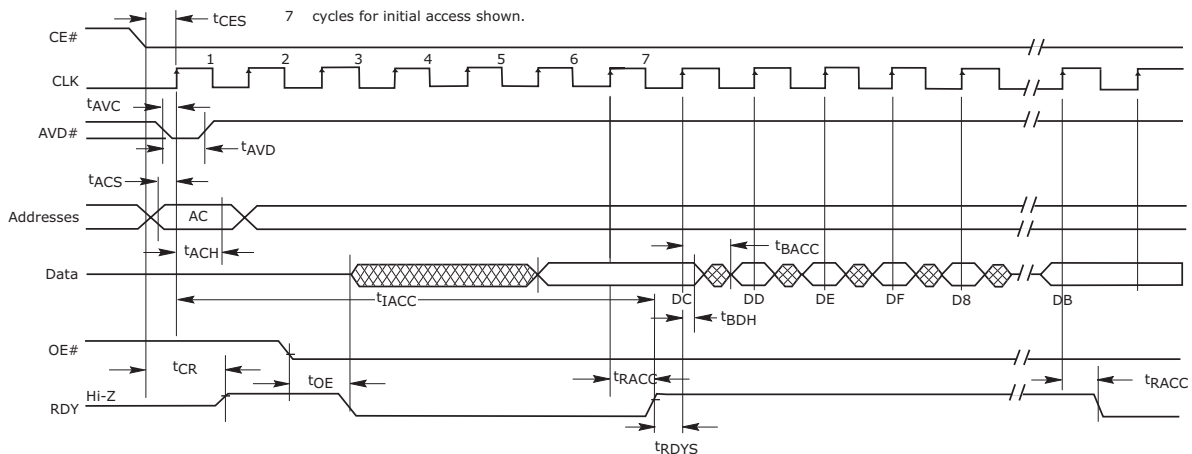 tCES
7 cycles for initial access shown.
CE#
1 2 3 4 5 6 7
CLK
tAVC
AVD#
tAVD
tACS
Addresses
AC
tACH
tBACC
Data
tIACC
DC DD DE DF D8 DB
tBDH
OE#
tCR
tOE
tRACC
tRACC
Hi-Z
RDY
tRDYS